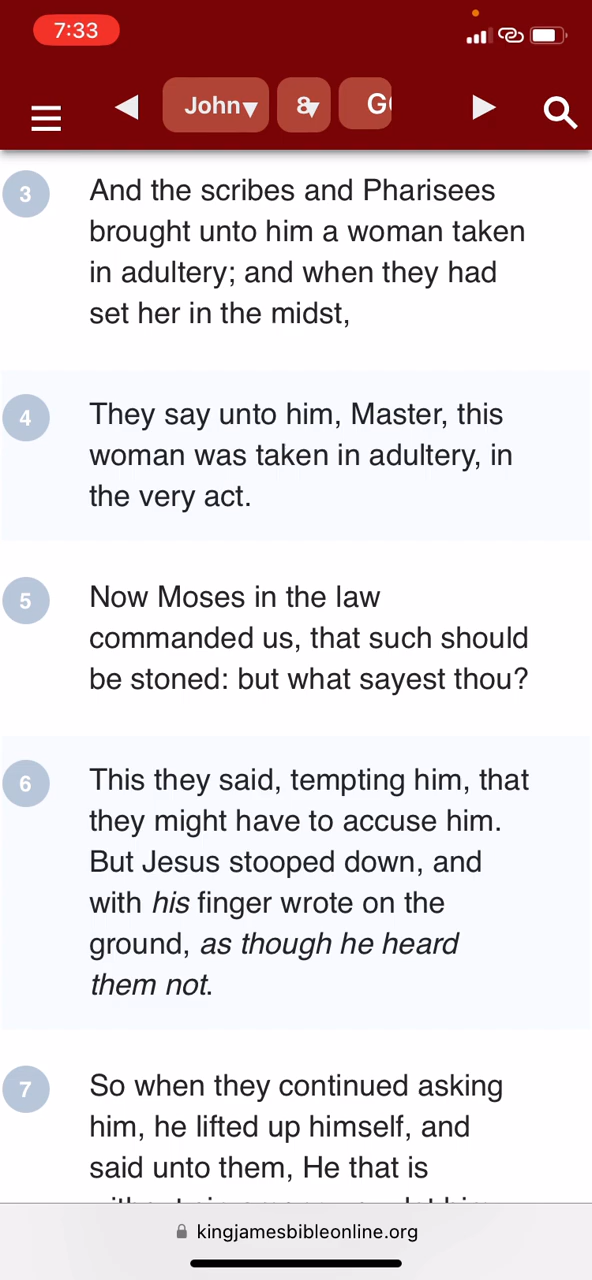 7:33
John 8 G
3 And the scribes and Pharisees
brought unto him a woman taken
in adultery; and when they had
set her in the midst,
4 They say unto him, Master, this
woman was taken in adultery, in
the very act.
5 Now Moses in the law
commanded us, that such should
be stoned: but what sayest thou?
6 This they said, tempting him, that
they might have to accuse him.
But Jesus stooped down, and
with his finger wrote on the
ground, as though he heard
them not.
7 So when they continued asking
him, he lifted up himself, and
said unto them, He that is
kingjamesbibleonline.org